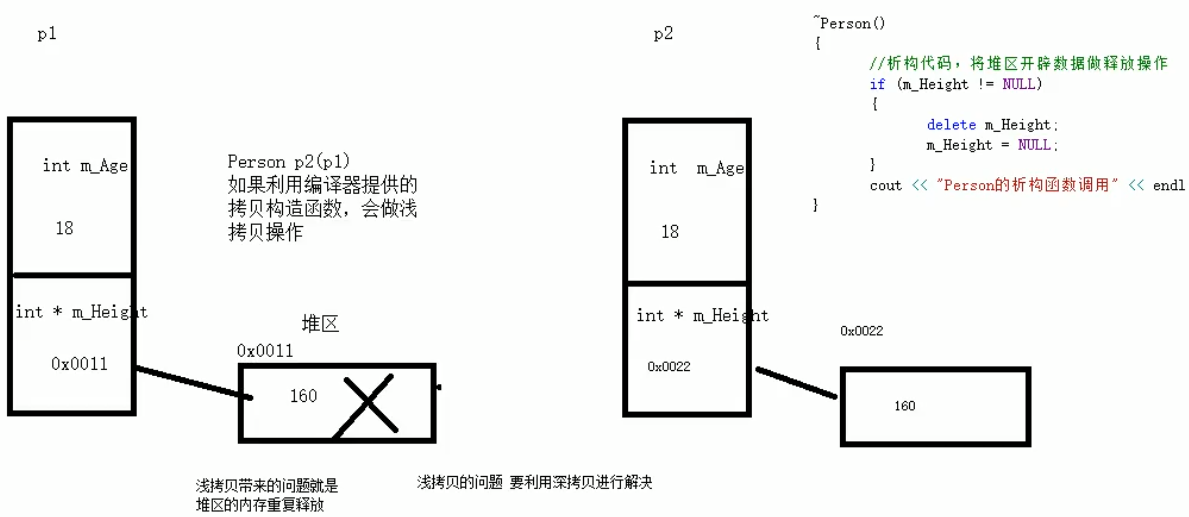 p1
int m_Age
18
int * m_Height
0x0011
Person p2(p1)
如果利用编译器提供的
拷贝构造函数，会做浅
拷贝操作
堆区
0x0011
160
浅拷贝带来的问题就是
堆区的内存重复释放
浅拷贝的问题 要利用深拷贝进行解决
p2
int m_Age
18
int * m_Height
0x0022
0x0022
160
~Person()
{
//析构代码，将堆区开辟数据做释放操作
if (m_Height != NULL)
{
delete m_Height;
m_Height = NULL;
}
cout << "Person的析构函数调用" << endl
}